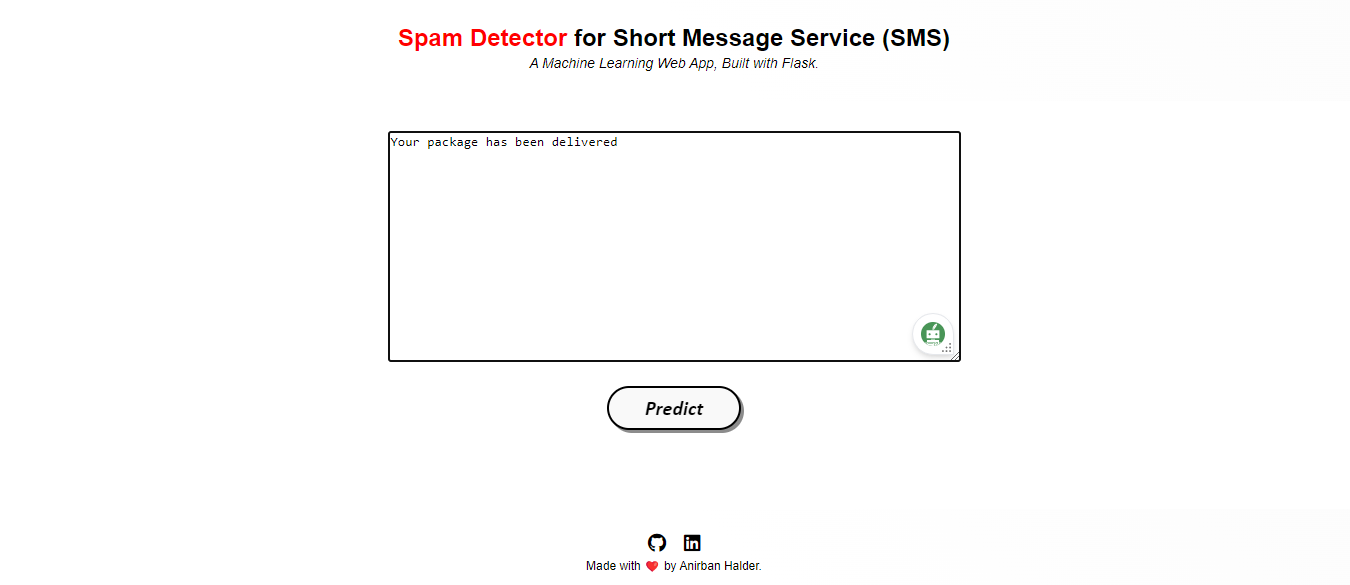 Spam Detector for Short Message Service (SMS)
A Machine Learning Web App, Built with Flask.
Your package has been delivered
Predict
Made with ❤️ by Anirban Halder.